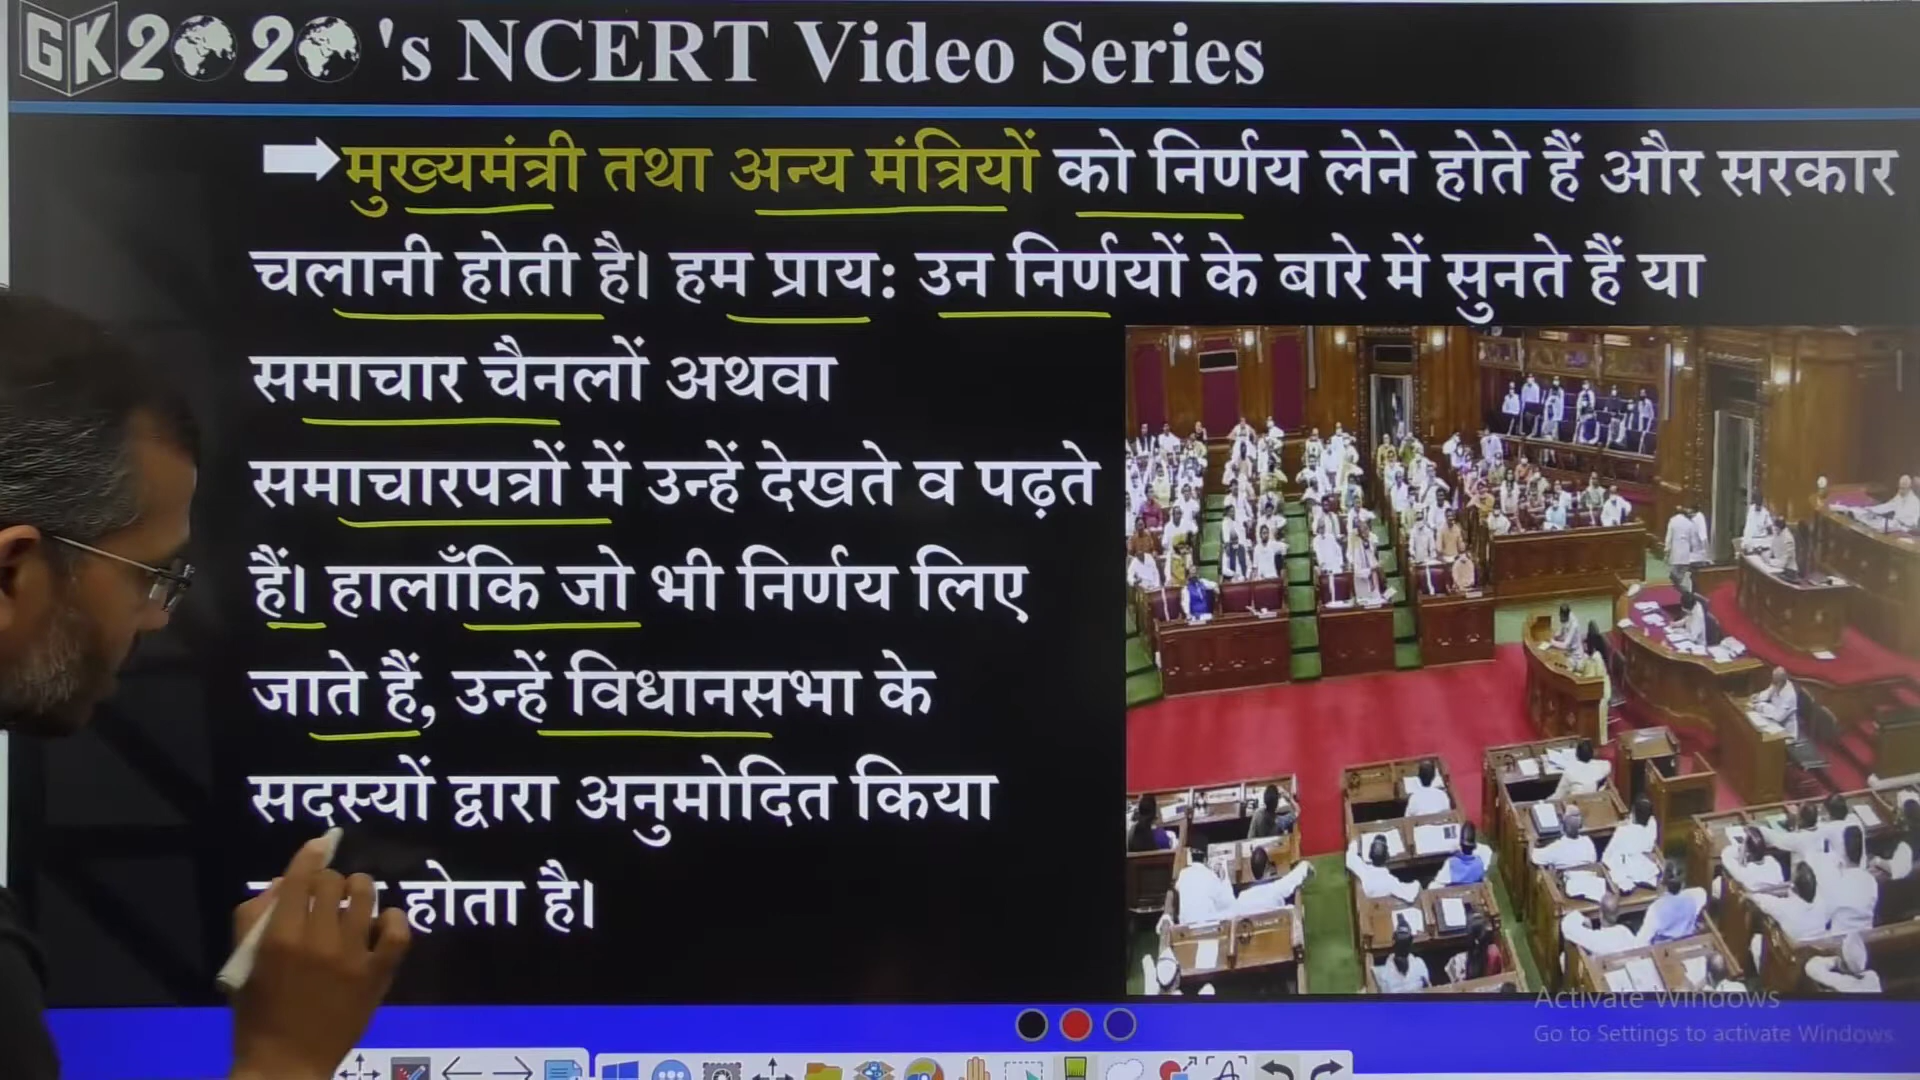 GK2020's NCERT Video Series
मुख्यमंत्री तथा अन्य मंत्रियों को निर्णय लेने होते हैं और सरकार
चलानी होती है। हम प्राय: उन निर्णयों के बारे में सुनते हैं या
समाचार चैनलों अथवा
समाचारपत्रों में उन्हें देखते व पढ़ते
हैं। हालाँकि जो भी निर्णय लिए
जाते हैं, उन्हें विधानसभा के
सदस्यों द्वारा अनुमोदित किया
होता है।
Activate Windows
Go to Settings to activate Windows.